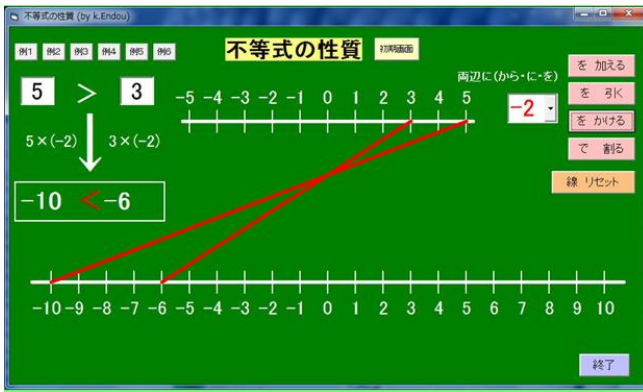 不等式の性質 (by k.Endou)
例1 例2 例3 例4 例5 例6
不等式の性質
初期画面
5 > 3
5×(-2) 3×(-2)
-10 < -6
-5 -4 -3 -2 -1 0 1 2 3 4 5
両辺に(から・に・を)
-2
を 加える
を 引く
を かける
で 割る
線 リセット
-10 -9 -8 -7 -6 -5 -4 -3 -2 -1 0 1 2 3 4 5 6 7 8 9 10
終了